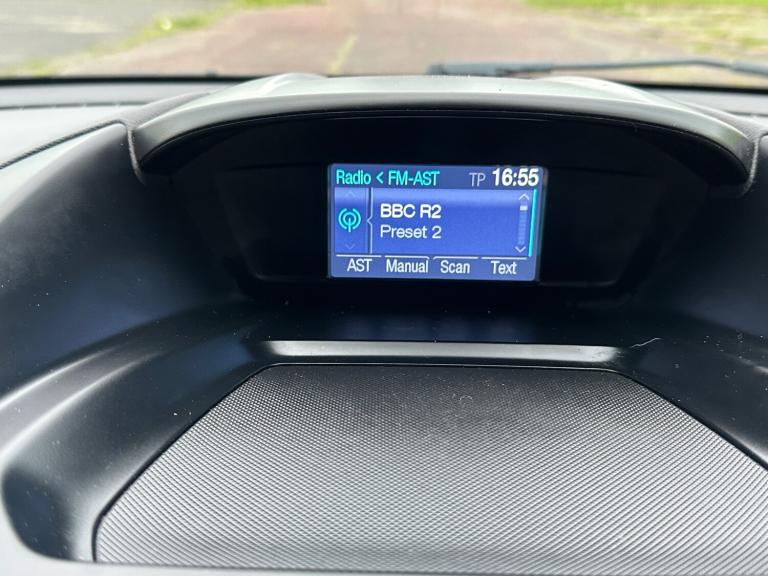 Radio < FM-AST TP 16:55
BBC R2
Preset 2
AST Manual Scan Text